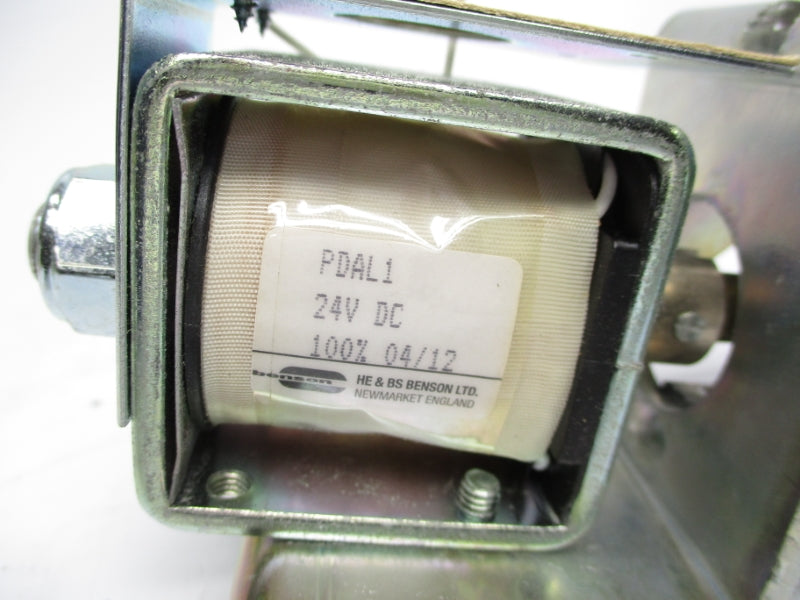 PDAL1
24V DC
100% 04/12
benson
HE & BS BENSON LTD.
NEWMARKET ENGLAND